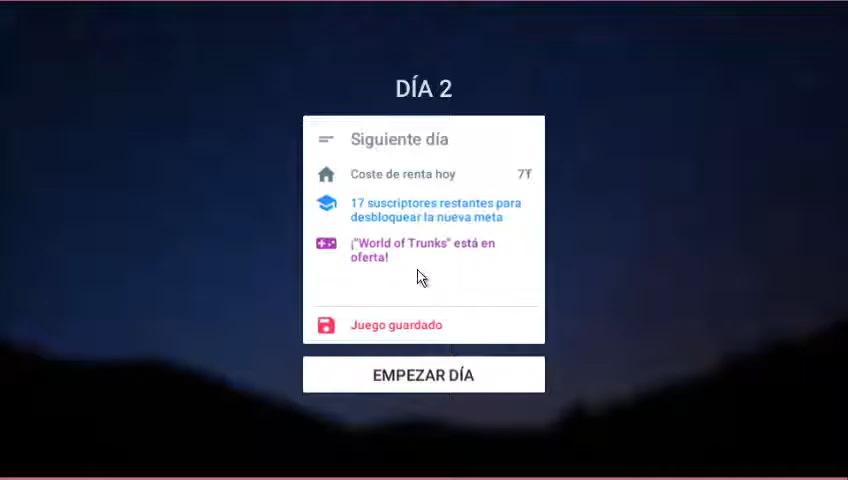 DÍA 2
Siguiente día
Coste de renta hoy 7Ŧ
17 suscriptores restantes para
desbloquear la nueva meta
¡"World of Trunks" está en
oferta!
Juego guardado
EMPEZAR DÍA